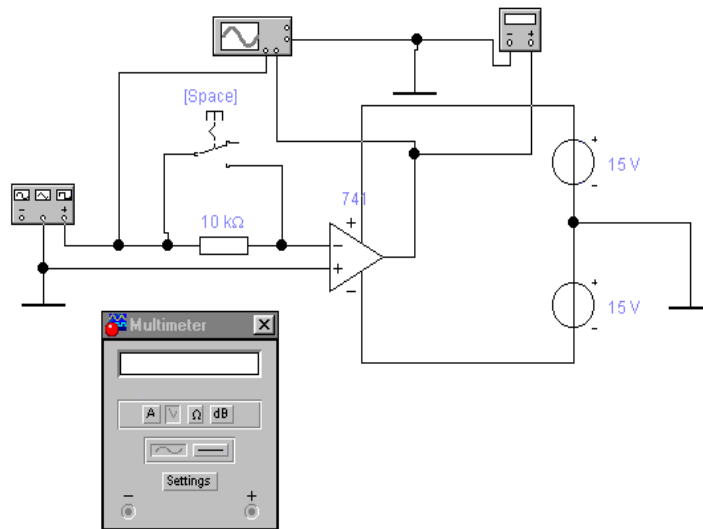 [Space]
741
10 kΩ
15 V
15 V
Multimeter
A V Ω dB
Settings
− +